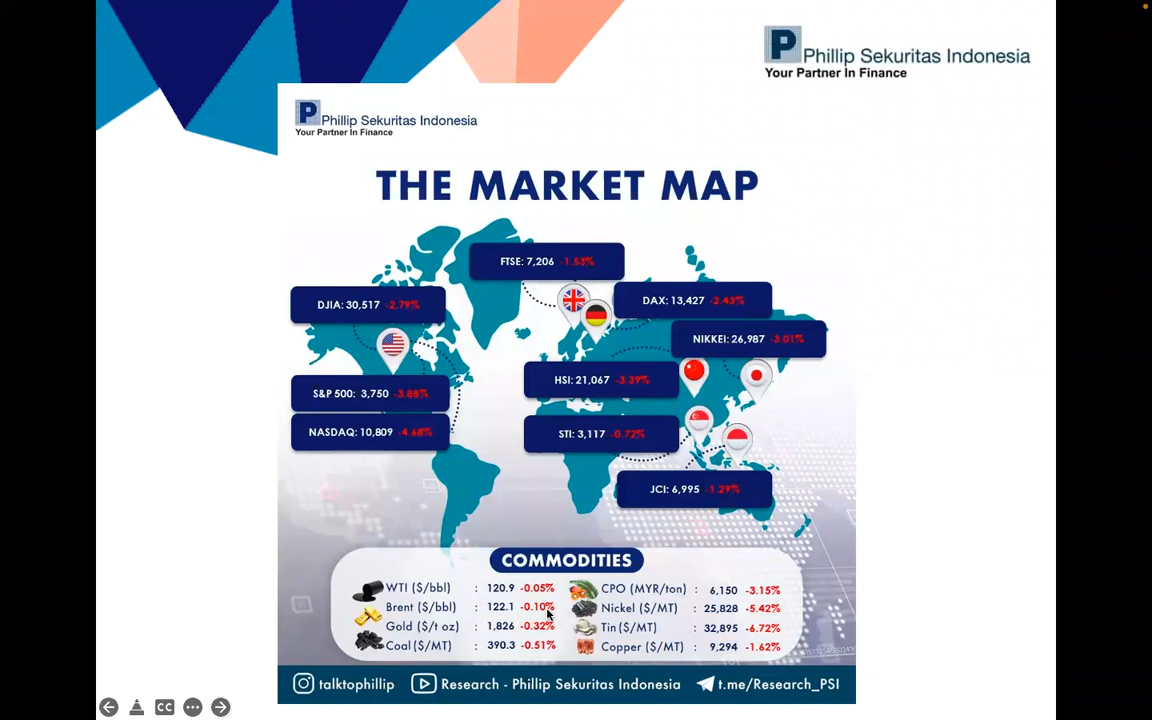 Phillip Sekuritas Indonesia
Your Partner In Finance
Phillip Sekuritas Indonesia
Your Partner In Finance
THE MARKET MAP
FTSE: 7,206 -1.53%
DJIA: 30,517 -2.79%
DAX: 13,427 -2.43%
NIKKEI: 26,987 -3.01%
HSI: 21,067 -3.39%
S&P 500: 3,750 -3.88%
NASDAQ: 10,809 -4.68%
STI: 3,117 -0.72%
JCI: 6,995 -1.29%
COMMODITIES
WTI ($/bbl) : 120.9 -0.05%
Brent ($/bbl) : 122.1 -0.10%
Gold ($/t oz) : 1,826 -0.32%
Coal ($/MT) : 390.3 -0.51%
CPO (MYR/ton) : 6,150 -3.15%
Nickel ($/MT) : 25,828 -5.42%
Tin ($/MT) : 32,895 -6.72%
Copper ($/MT) : 9,294 -1.62%
talktophillip
Research - Phillip Sekuritas Indonesia
t.me/Research_PSI
CC